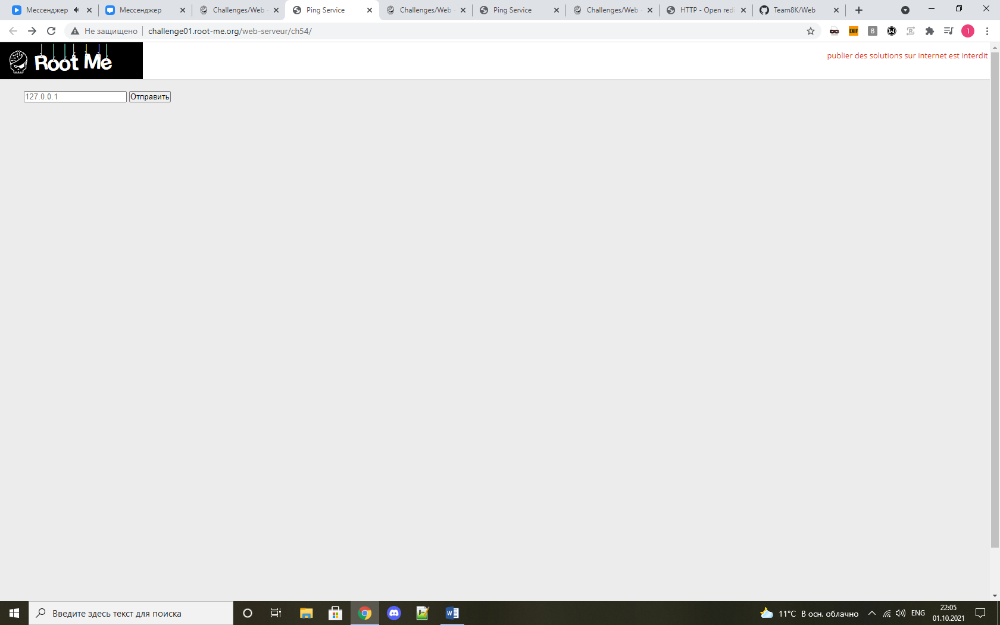 Мессенджер
Мессенджер
Challenges/Web
Ping Service
Challenges/Web
Ping Service
Challenges/Web
HTTP - Open redi
Team8K/Web
Не защищено
challenge01.root-me.org/web-serveur/ch54/
EXIF
B
1
Root Me
publier des solutions sur internet est interdit
127.0.0.1
Отправить
Введите здесь текст для поиска
11°C В осн. облачно
ENG
22:05
01.10.2021